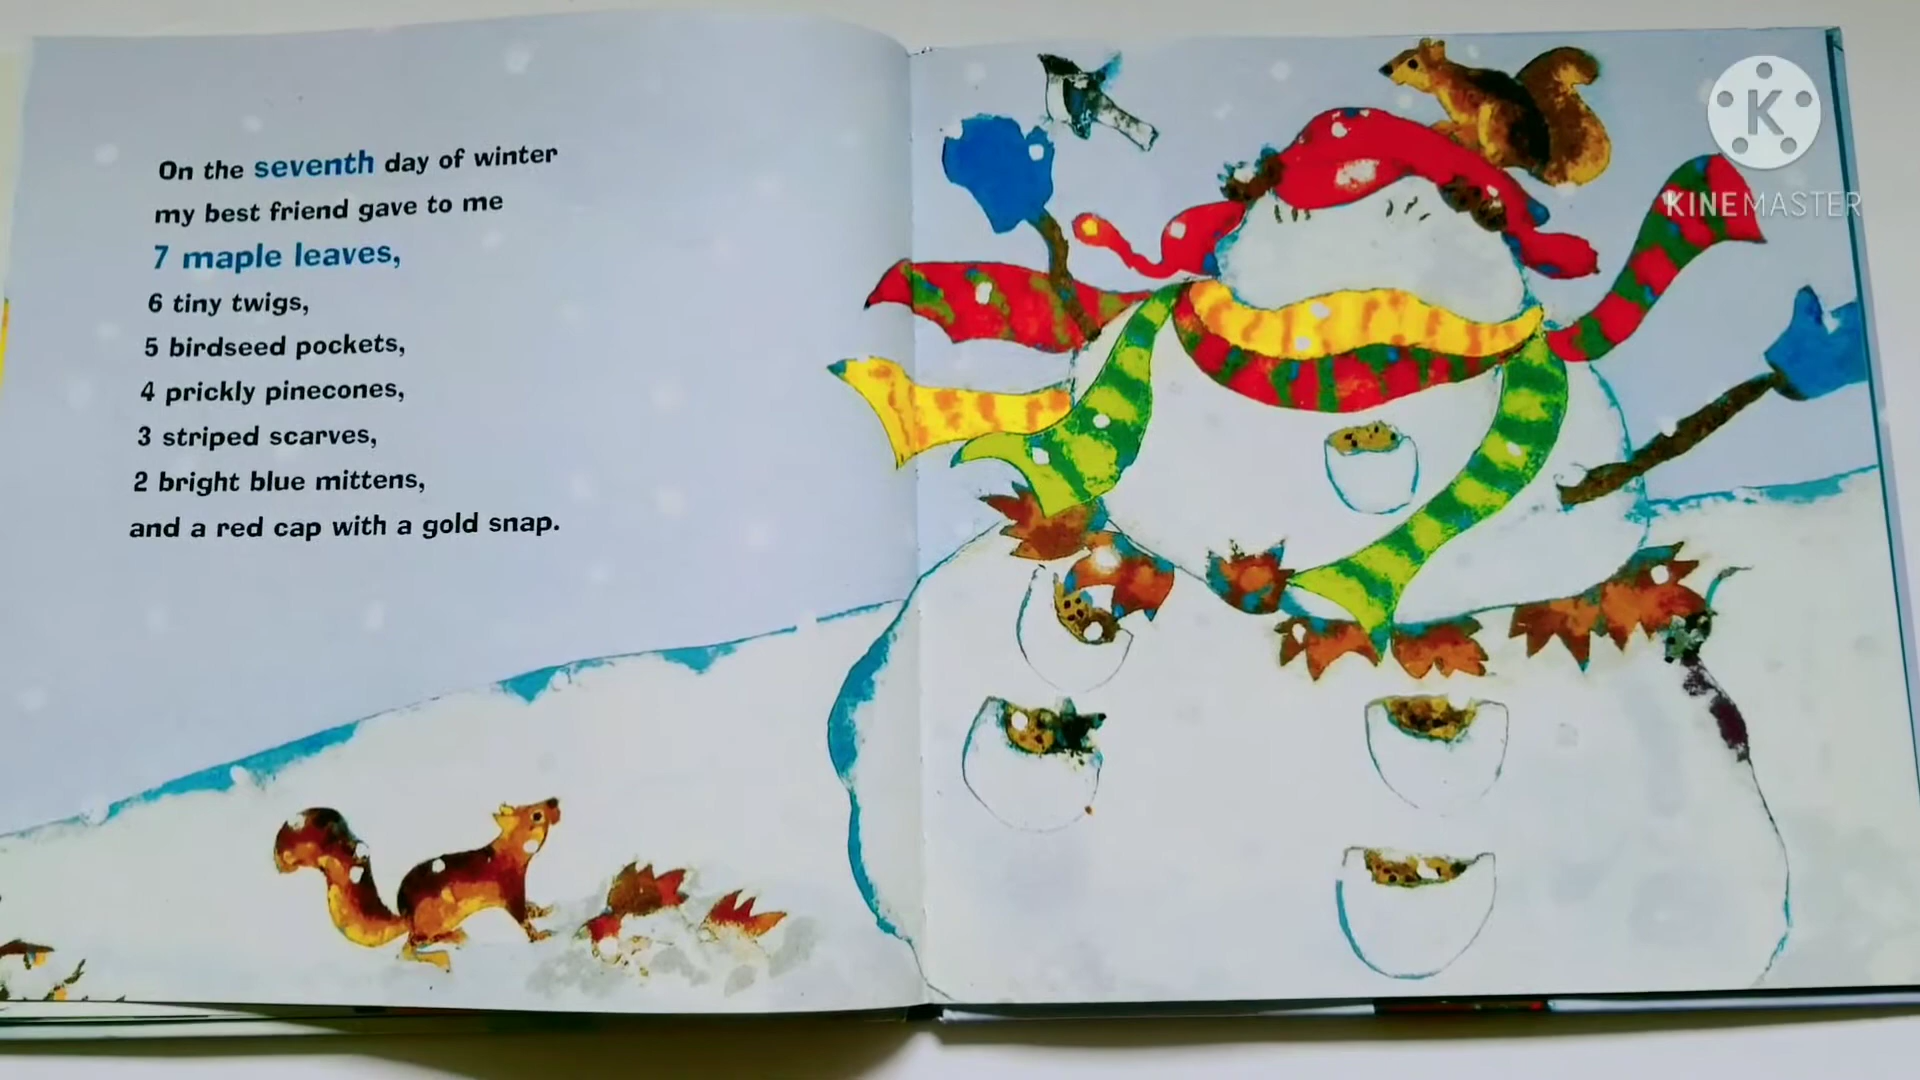 On the seventh day of winter
my best friend gave to me
7 maple leaves,
6 tiny twigs,
5 birdseed pockets,
4 prickly pinecones,
3 striped scarves,
2 bright blue mittens,
and a red cap with a gold snap.
K
KINEMASTER